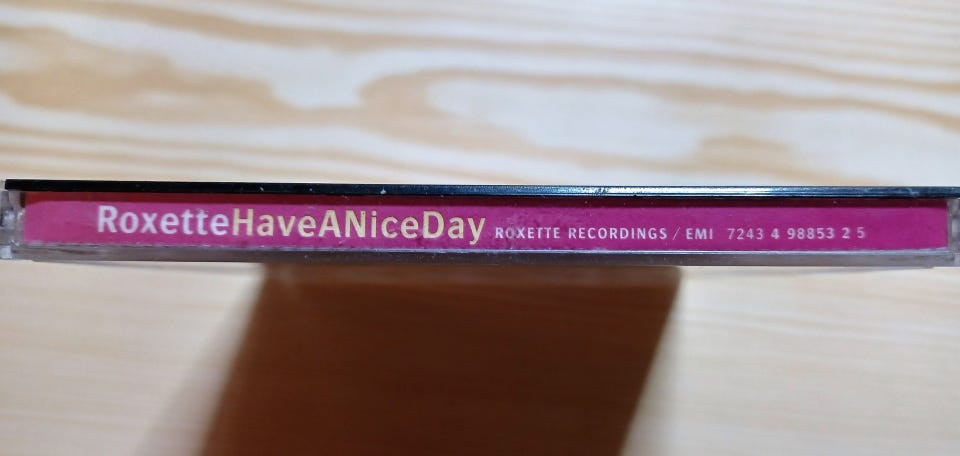 RoxetteHaveANiceDay ROXETTE RECORDINGS / EMI 7243 4 98853 2 5